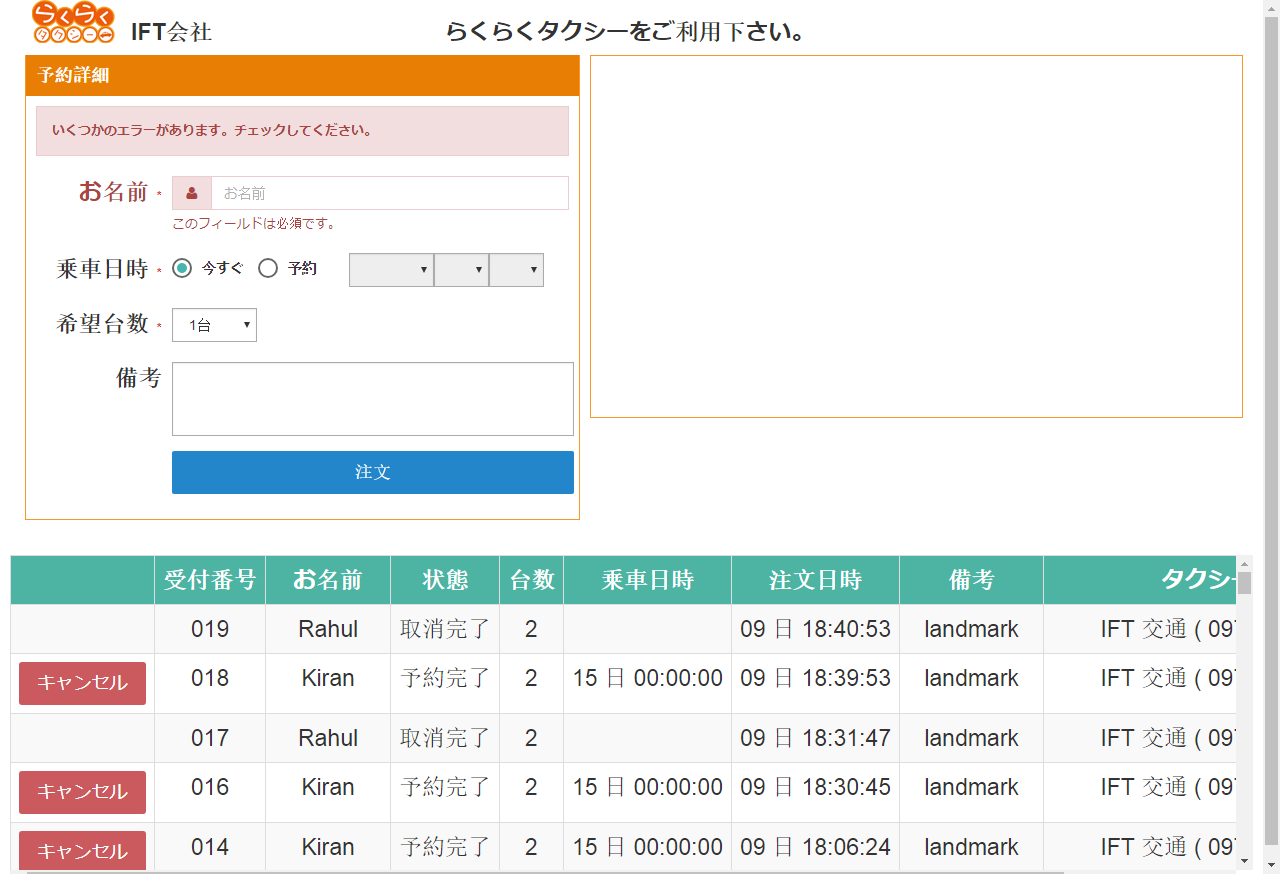 らくらく
タクシー
IFT会社
らくらくタクシーをご利用下さい。
予約詳細
いくつかのエラーがあります。チェックしてください。
お名前 * お名前
このフィールドは必須です。
乗車日時 * 今すぐ 予約
希望台数 * 1台
備考
注文
受付番号 お名前 状態 台数 乗車日時 注文日時 備考 タクシー
019 Rahul 取消完了 2 09 日 18:40:53 landmark IFT 交通 ( 097
キャンセル 018 Kiran 予約完了 2 15 日 00:00:00 09 日 18:39:53 landmark IFT 交通 ( 097
017 Rahul 取消完了 2 09 日 18:31:47 landmark IFT 交通 ( 097
キャンセル 016 Kiran 予約完了 2 15 日 00:00:00 09 日 18:30:45 landmark IFT 交通 ( 097
キャンセル 014 Kiran 予約完了 2 15 日 00:00:00 09 日 18:06:24 landmark IFT 交通 ( 097